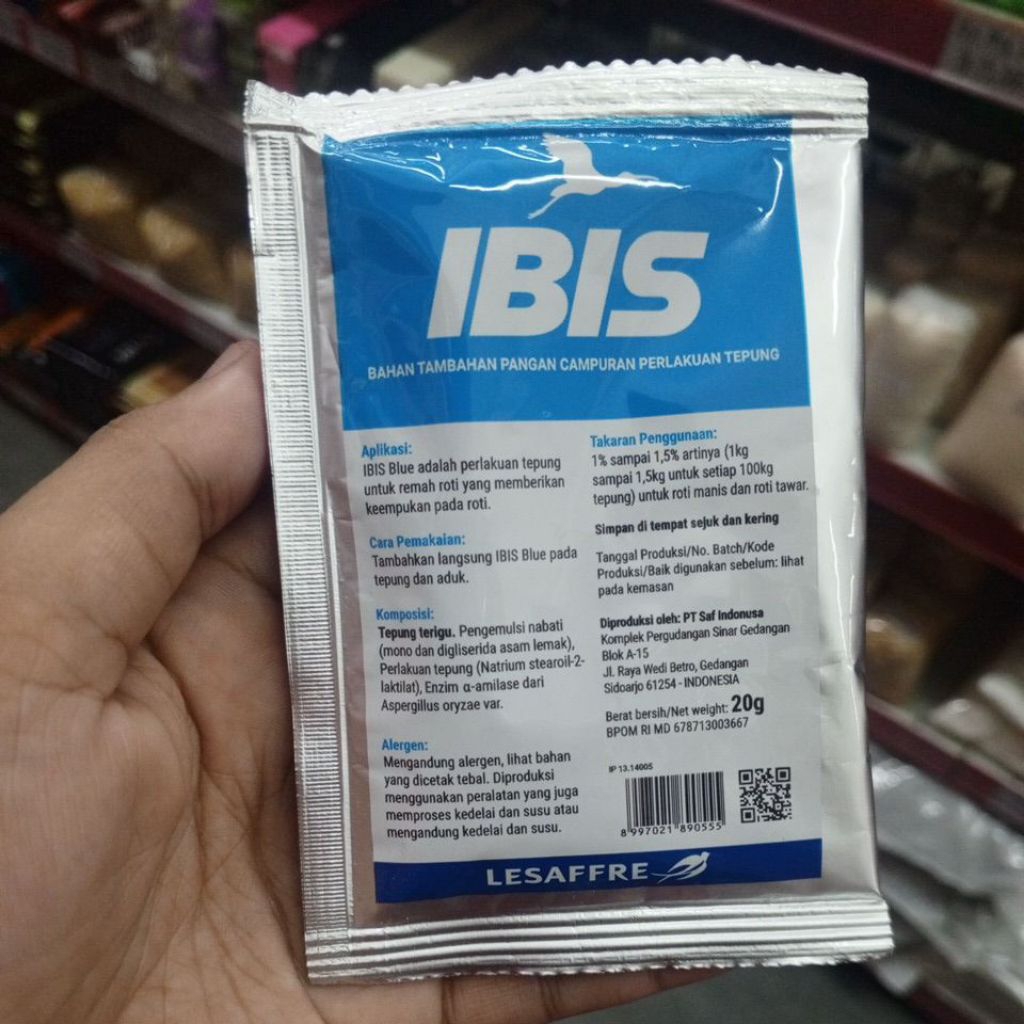 IBIS
BAHAN TAMBAHAN PANGAN CAMPURAN PERLAKUAN TEPUNG
Aplikasi:
IBIS Blue adalah perlakuan tepung
untuk remah roti yang memberikan
keempukan pada roti.
Cara Pemakaian:
Tambahkan langsung IBIS Blue pada
tepung dan aduk.
Komposisi:
Tepung terigu. Pengemulsi nabati
(mono dan digliserida asam lemak),
Perlakuan tepung (Natrium stearoil-2-
laktilat), Enzim α-amilase dari
Aspergillus oryzae var.
Alergen:
Mengandung alergen, lihat bahan
yang dicetak tebal. Diproduksi
menggunakan peralatan yang juga
memproses kedelai dan susu atau
mengandung kedelai dan susu.
Takaran Penggunaan:
1% sampai 1,5% artinya (1kg
sampai 1,5kg untuk setiap 100kg
tepung) untuk roti manis dan roti tawar.
Simpan di tempat sejuk dan kering
Tanggal Produksi/No. Batch/Kode
Produksi/Baik digunakan sebelum: lihat
pada kemasan
Diproduksi oleh: PT Saf Indonusa
Komplek Pergudangan Sinar Gedangan
Blok A-15
Jl. Raya Wedi Betro, Gedangan
Sidoarjo 61254 - INDONESIA
Berat bersih/Net weight: 20g
BPOM RI MD 678713003667
IP 13.14005
8 997021 890555
LESAFFRE